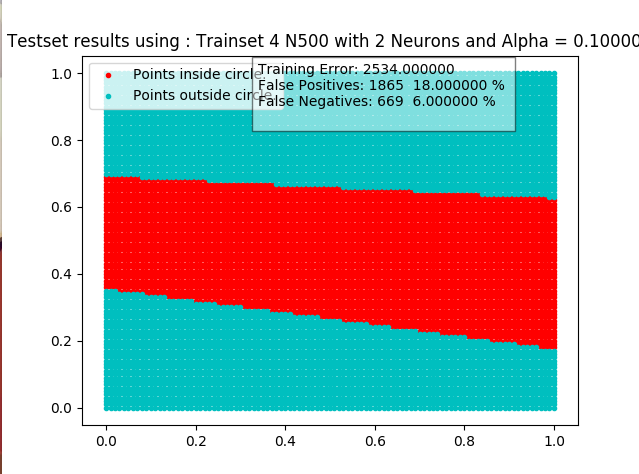 Testset results using : Trainset 4 N500 with 2 Neurons and Alpha = 0.10000
Points inside circle
Points outside circle
Training Error: 2534.000000
False Positives: 1865 18.000000 %
False Negatives: 669 6.000000 %
1.0
0.8
0.6
0.4
0.2
0.0
0.0 0.2 0.4 0.6 0.8 1.0